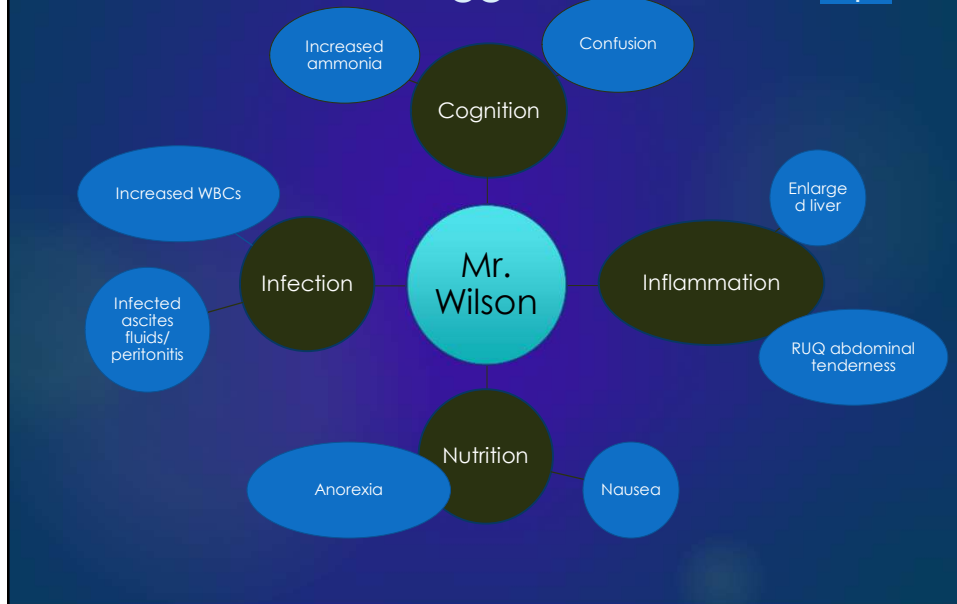 Increased
ammonia
Confusion
Cognition
Increased WBCs
Enlarge
d liver
Mr.
Wilson
Infection
Inflammation
Infected
ascites
fluids/
peritonitis
RUQ abdominal
tenderness
Nutrition
Anorexia
Nausea